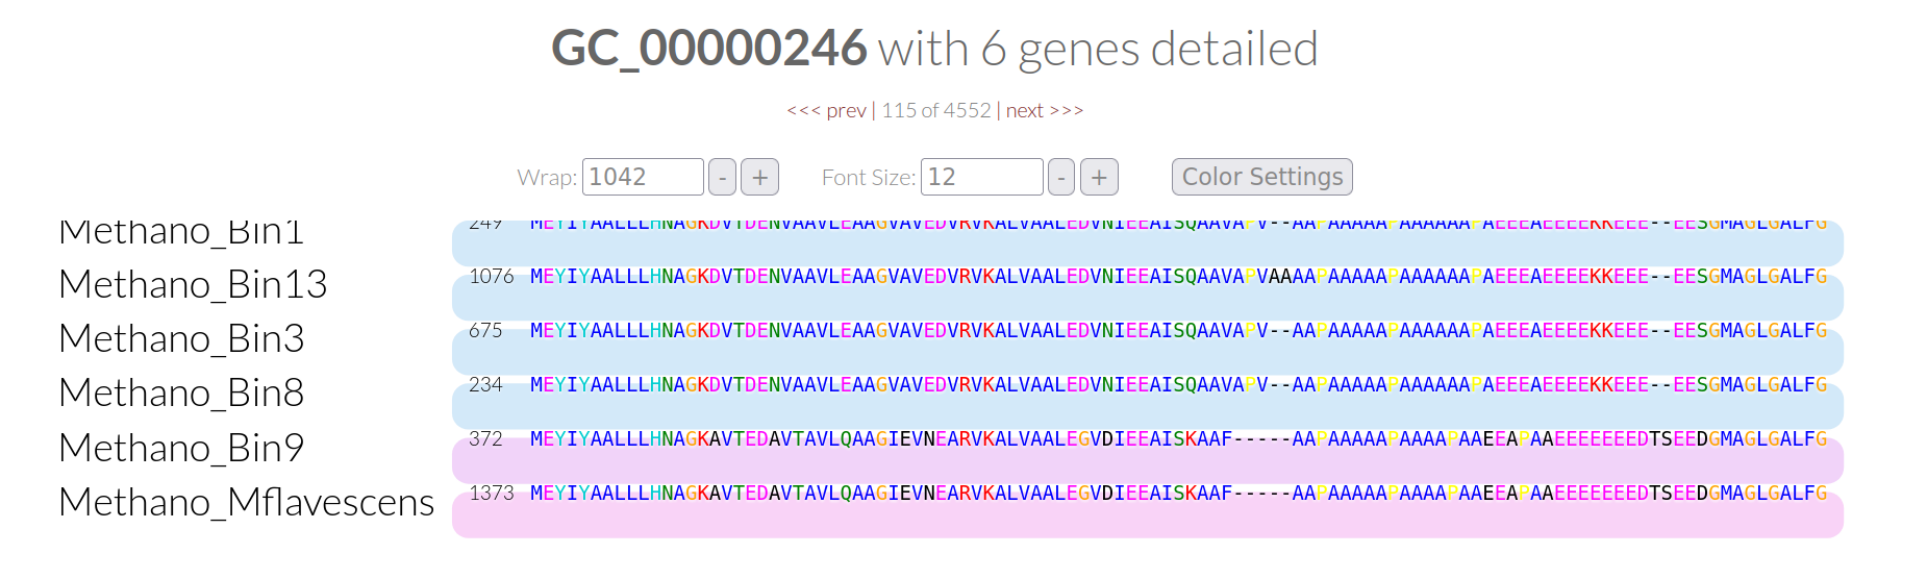 GC_00000246 with 6 genes detailed
<<< prev | 115 of 4552 | next >>>
Wrap: 1042 - + Font Size: 12 - + Color Settings
Methano_Bin1 249 MEYIYAALLLHNAGKDVTDENVAAVLEAAGVAVEDVRVKALVAALEDVNIEEAISQAAVAPV--AAPAAAAAPAAAAAAPAEEEAEEEEKKEEE--EESGMAGLGALFG
Methano_Bin13 1076 MEYIYAALLLHNAGKDVTDENVAAVLEAAGVAVEDVRVKALVAALEDVNIEEAISQAAVAPVAAAAPAAAAAPAAAAAAPAEEEAEEEEKKEEE--EESGMAGLGALFG
Methano_Bin3 675 MEYIYAALLLHNAGKDVTDENVAAVLEAAGVAVEDVRVKALVAALEDVNIEEAISQAAVAPV--AAPAAAAAPAAAAAAPAEEEAEEEEKKEEE--EESGMAGLGALFG
Methano_Bin8 234 MEYIYAALLLHNAGKDVTDENVAAVLEAAGVAVEDVRVKALVAALEDVNIEEAISQAAVAPV--AAPAAAAAPAAAAAAPAEEEAEEEEKKEEE--EESGMAGLGALFG
Methano_Bin9 372 MEYIYAALLLHNAGKAVTEDAVTAVLQAAGIEVNEARVKALVAALEGVDIEEAISKAAF-----AAPAAAAAPAAAAPAAEEAPAAEEEEEEEDTSEEDGMAGLGALFG
Methano_Mflavescens 1373 MEYIYAALLLHNAGKAVTEDAVTAVLQAAGIEVNEARVKALVAALEGVDIEEAISKAAF-----AAPAAAAAPAAAAPAAEEAPAAEEEEEEEDTSEEDGMAGLGALFG